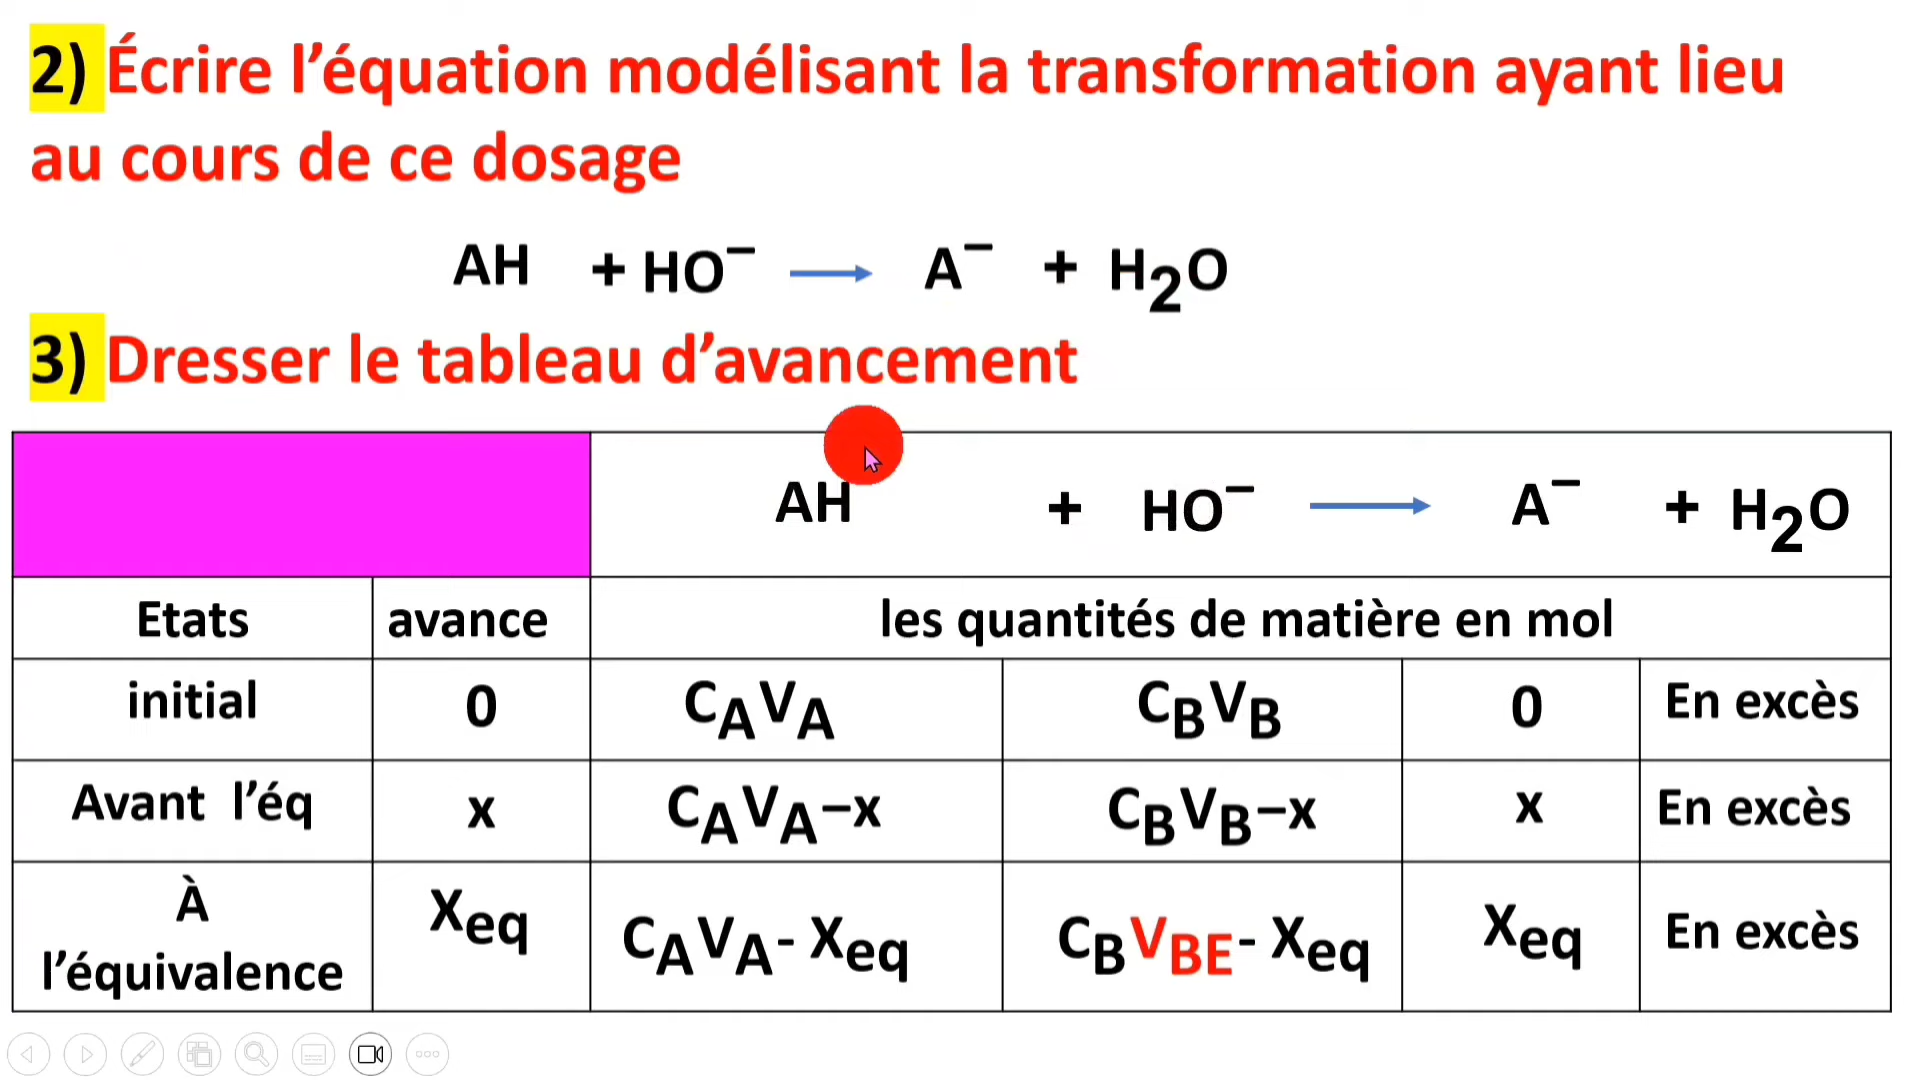 2) Écrire l’équation modélisant la transformation ayant lieu
au cours de ce dosage
AH + HO⁻ → A⁻ + H₂O
3) Dresser le tableau d’avancement
AH + HO⁻ → A⁻ + H₂O
Etats avance les quantités de matière en mol
initial 0 CAVA CBVB 0 En excès
Avant l’éq x CAVA–x CBVB–x x En excès
À
l’équivalence Xeq CAVA- Xeq CBVBE- Xeq Xeq En excès